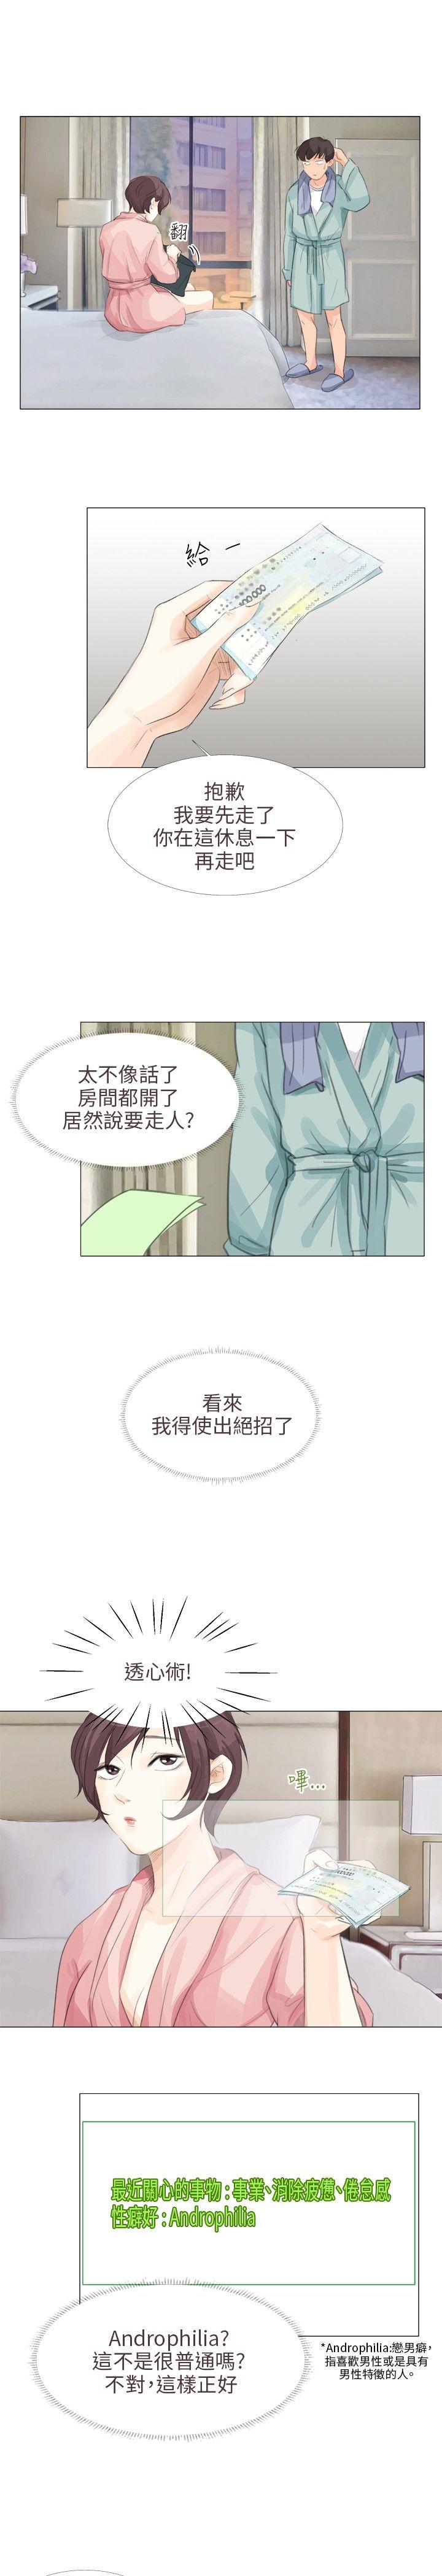 翻
給一
抱歉
我要先走了
你在這休息一下
再走吧
太不像話了
房間都開了
居然說要走人?
看來
我得使出絕招了
透心術!
嗶...
最近關心的事物:事業、消除疲憊、倦怠感
性癖好:Androphilia
Androphilia?
這不是很普通嗎?
不對,這樣正好
*Androphilia:戀男癖,
指喜歡男性或是具有
男性特徵的人。